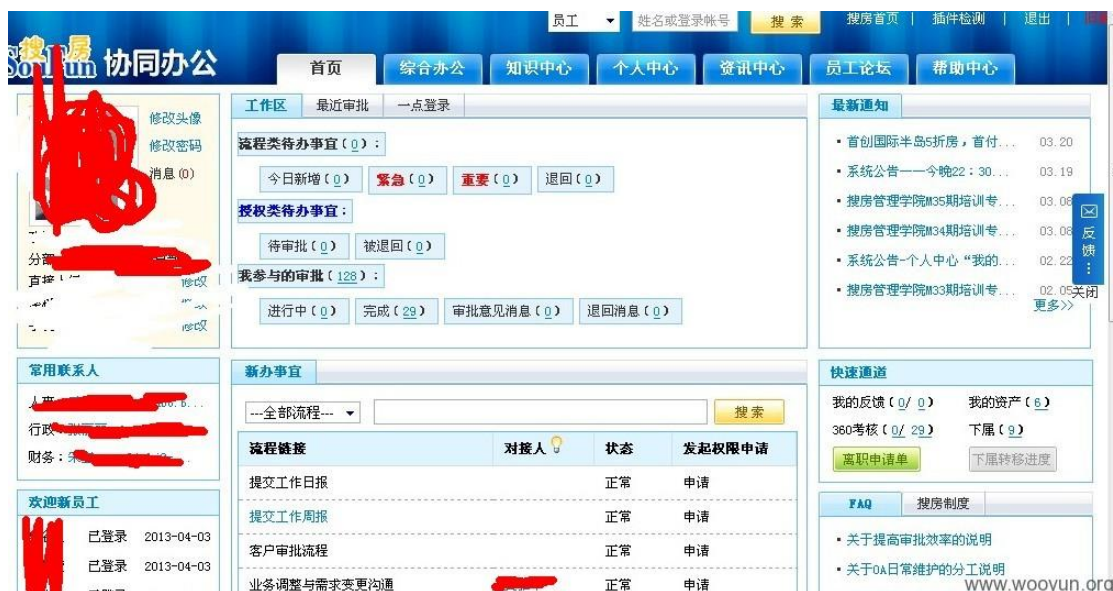 员工 姓名或登录帐号 搜 索 搜房首页 | 插件检测 | 退出 |
搜房 协同办公
首页 综合办公 知识中心 个人中心 资讯中心 员工论坛 帮助中心
修改头像
修改密码
消息(0)
分部
直接
修改
修改
常用联系人
人事:
行政:
财务:
欢迎新员工
已登录 2013-04-03
已登录 2013-04-03
工作区 最近审批 一点登录
流程类待办事宜(0):
今日新增(0) 紧急(0) 重要(0) 退回(0)
授权类待办事宜:
待审批(0) 被退回(0)
我参与的审批(128):
进行中(0) 完成(29) 审批意见消息(0) 退回消息(0)
新办事宜
---全部流程--- 搜 索
流程链接 对接人 状态 发起权限申请
提交工作日报 正常 申请
提交工作周报 正常 申请
客户审批流程 正常 申请
业务调整与需求变更沟通 正常 申请
最新通知
·首创国际半岛5折房，首付... 03.20
·系统公告——今晚22：30... 03.19
·搜房管理学院M35期培训专... 03.08
·搜房管理学院M34期培训专... 03.08
·系统公告-个人中心“我的... 02.22
·搜房管理学院M33期培训专... 02.05
更多>>
反馈
关闭
快速通道
我的反馈(0/ 0) 我的资产(6)
360考核(0/ 29) 下属(9)
离职申请单 下属转移进度
FAQ 搜房制度
·关于提高审批效率的说明
·关于OA日常维护的分工说明
www.wooyun.org